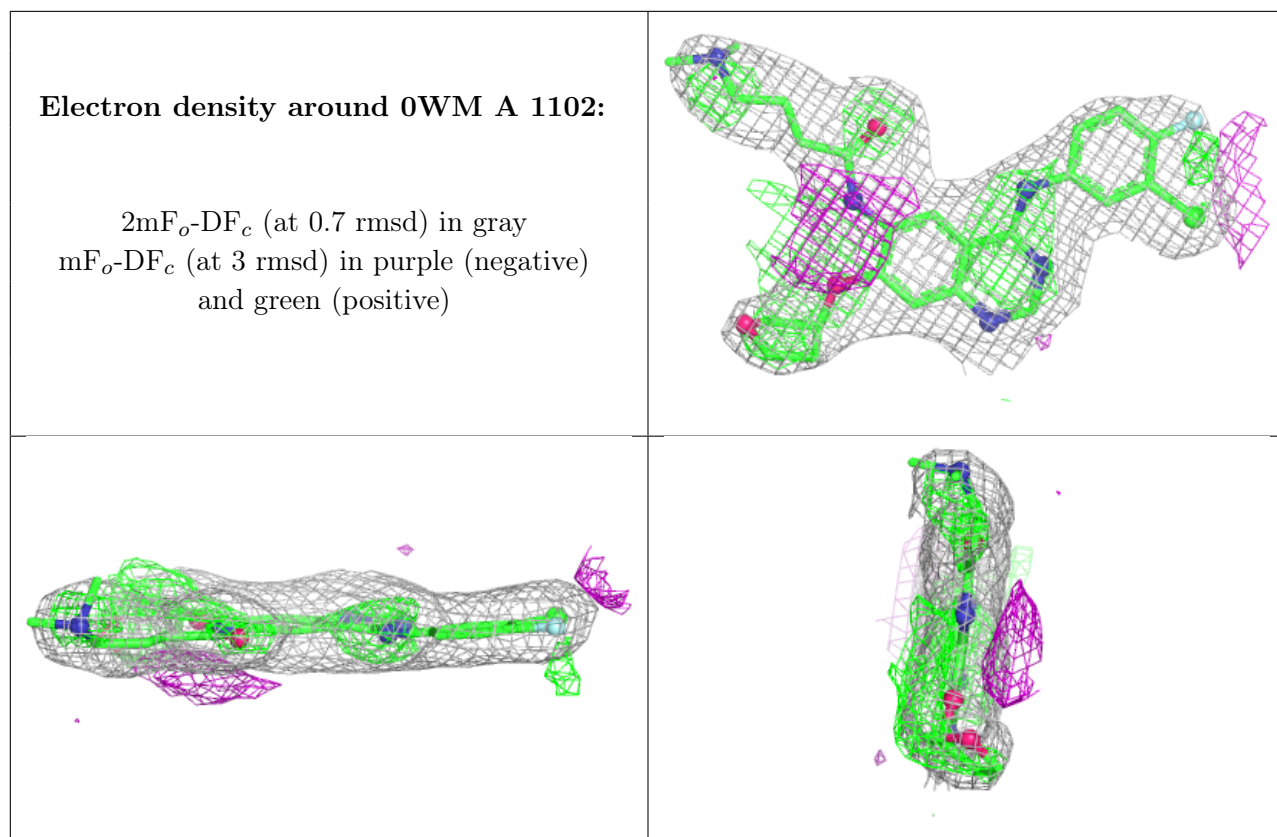 Electron density around 0WM A 1102:
2mFo-DFc (at 0.7 rmsd) in gray
mFo-DFc (at 3 rmsd) in purple (negative)
and green (positive)